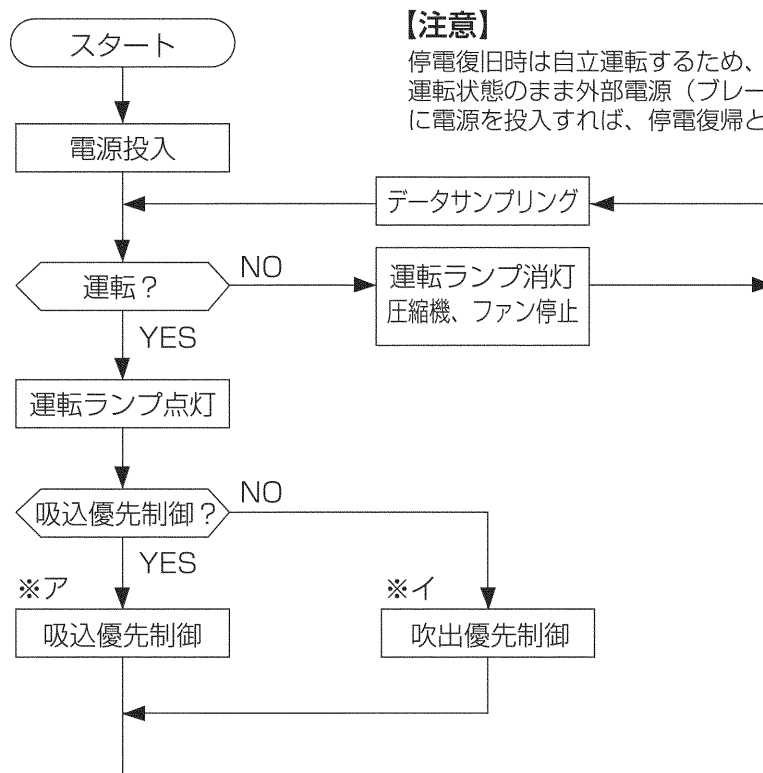 スタート
【注意】
停電復旧時は自立運転するため、
運転状態のまま外部電源（ブレー
に電源を投入すれば、停電復帰と
電源投入
データサンプリング
運転？
NO
運転ランプ消灯
圧縮機、ファン停止
YES
運転ランプ点灯
吸込優先制御？
NO
YES
※ア
※イ
吸込優先制御
吹出優先制御